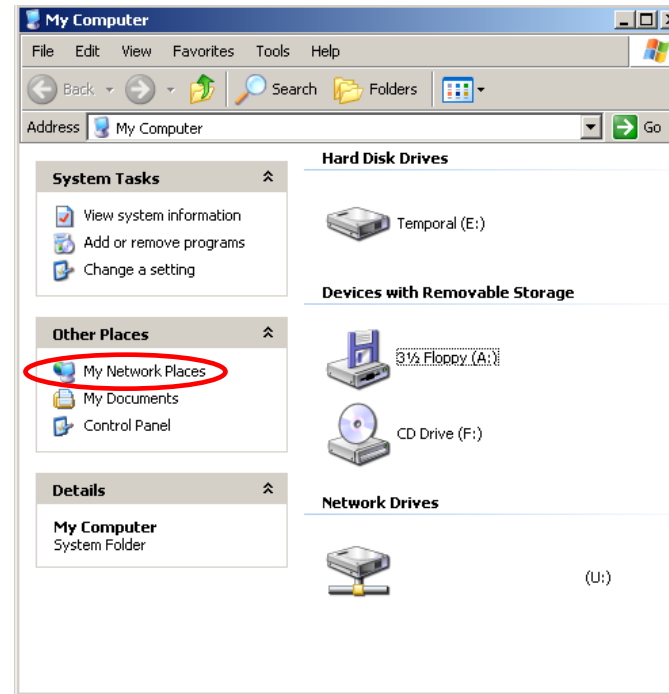 My Computer
File Edit View Favorites Tools Help
Back Search Folders
Address My Computer Go
System Tasks
View system information
Add or remove programs
Change a setting
Other Places
My Network Places
My Documents
Control Panel
Details
My Computer
System Folder
Hard Disk Drives
Temporal (E:)
Devices with Removable Storage
3½ Floppy (A:)
CD Drive (F:)
Network Drives
(U:)